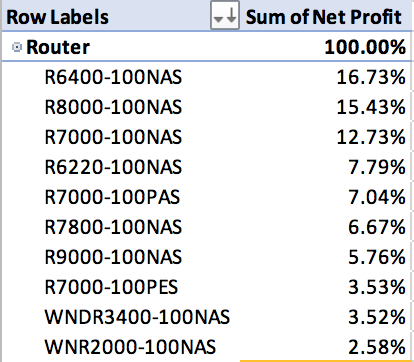 Row Labels Sum of Net Profit
Router 100.00%
R6400-100NAS 16.73%
R8000-100NAS 15.43%
R7000-100NAS 12.73%
R6220-100NAS 7.79%
R7000-100PAS 7.04%
R7800-100NAS 6.67%
R9000-100NAS 5.76%
R7000-100PES 3.53%
WNDR3400-100NAS 3.52%
WNR2000-100NAS 2.58%